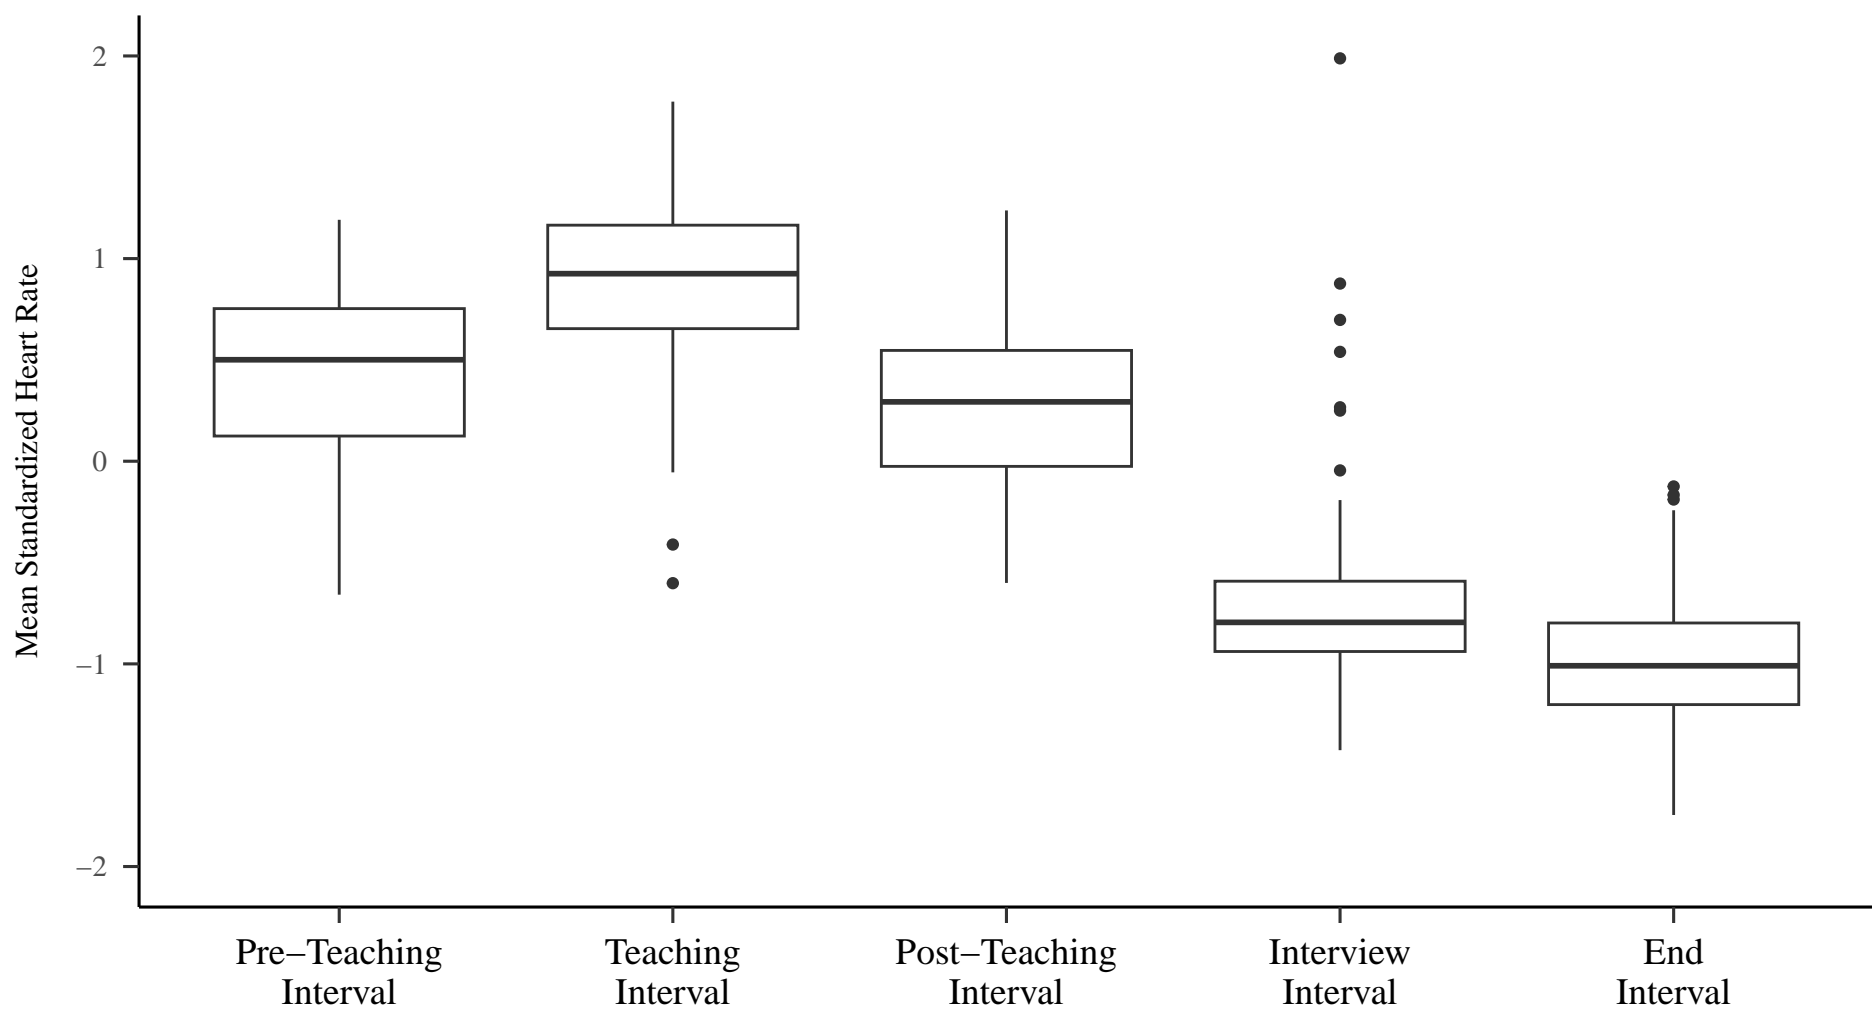 Mean Standardized Heart Rate
2
1
0
−1
−2
Pre−Teaching
Interval
Teaching
Interval
Post−Teaching
Interval
Interview
Interval
End
Interval